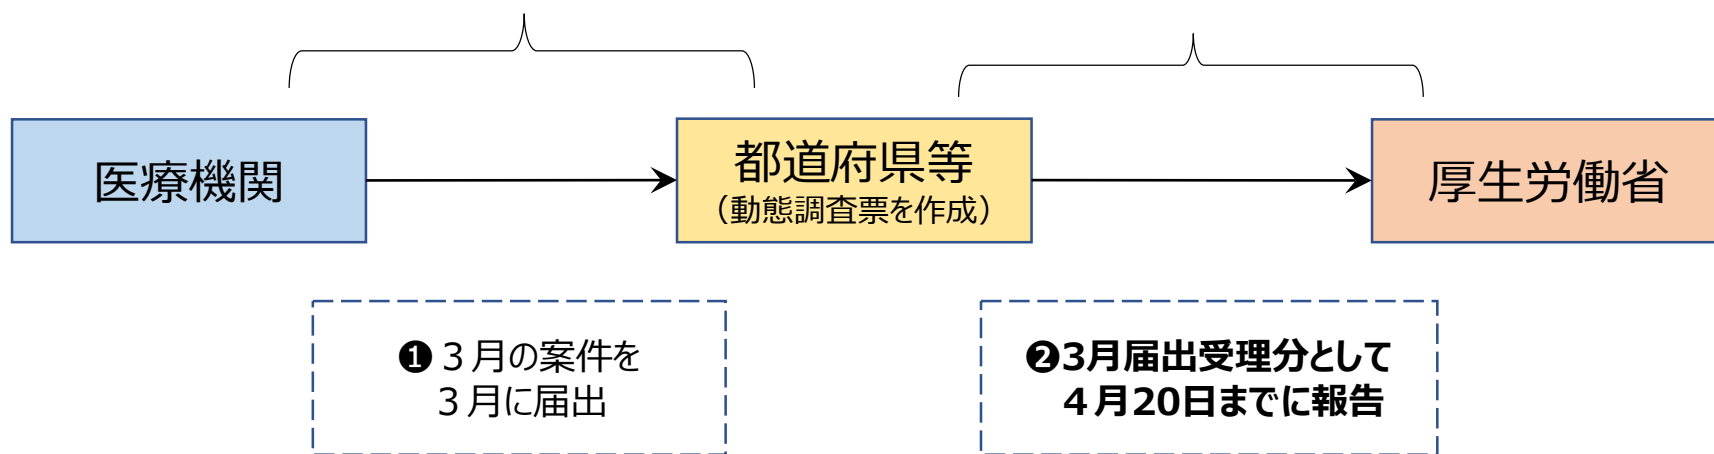 医療機関
都道府県等
（動態調査票を作成）
厚生労働省
❶３月の案件を
３月に届出
❷3月届出受理分として
４月20日までに報告